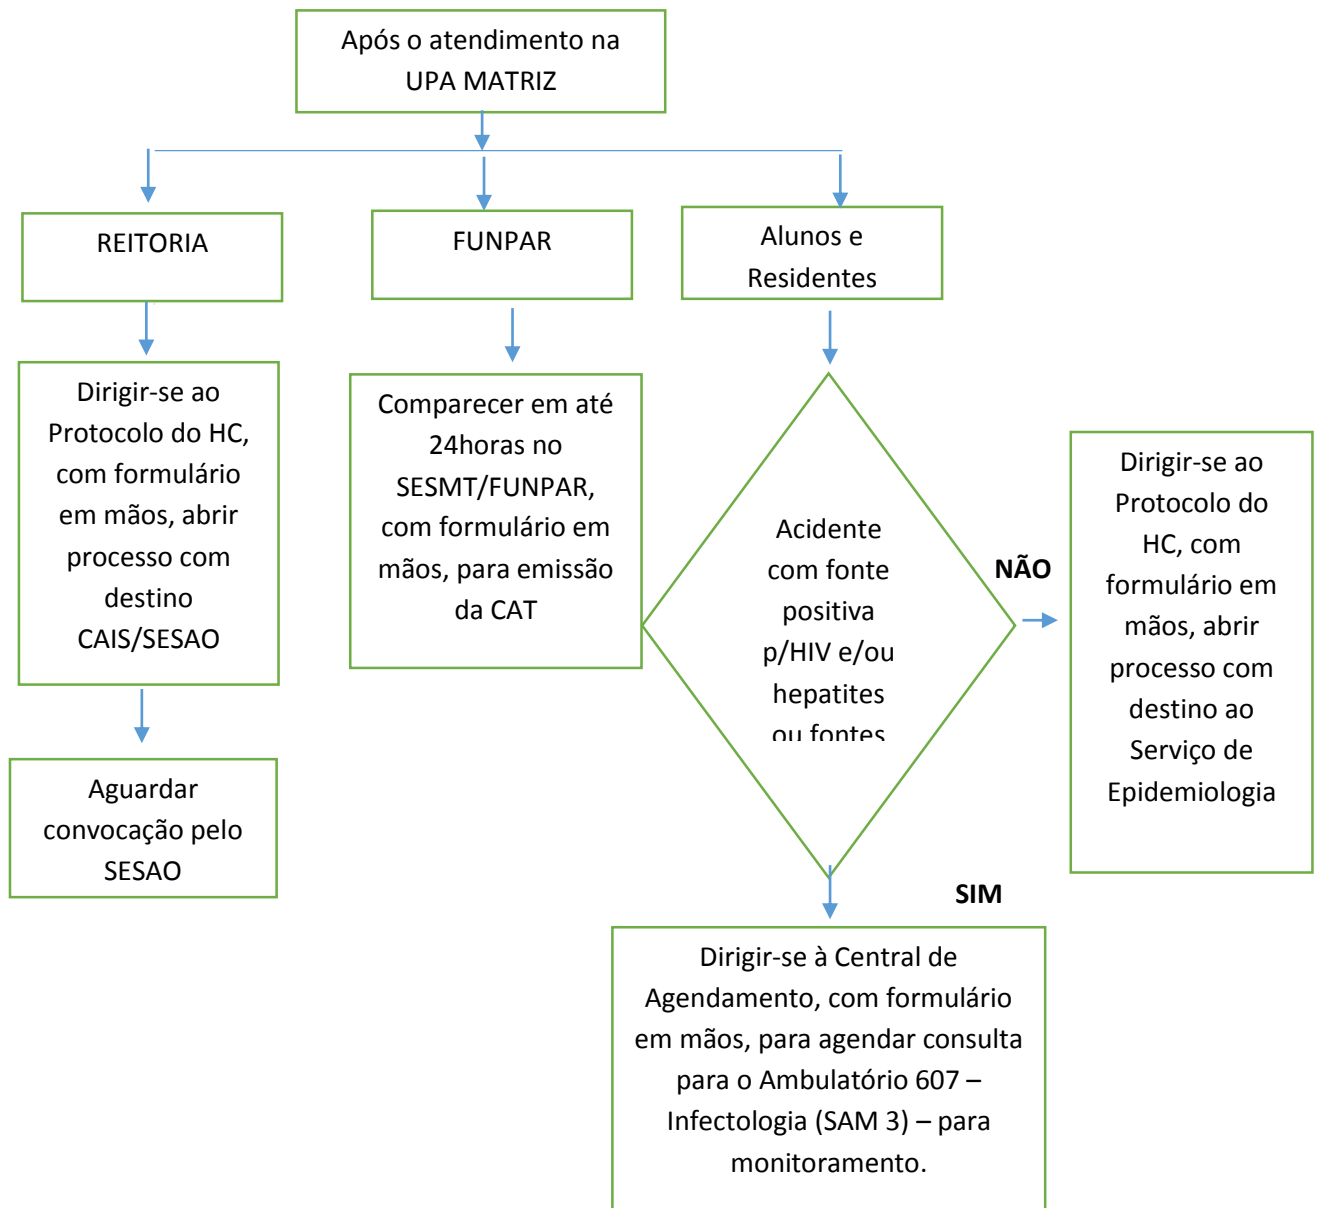 Após o atendimento na
UPA MATRIZ
REITORIA
FUNPAR
Alunos e
Residentes
Dirigir-se ao
Protocolo do HC,
com formulário
em mãos, abrir
processo com
destino
CAIS/SESAO
Comparecer em até
24horas no
SESMT/FUNPAR,
com formulário em
mãos, para emissão
da CAT
Acidente
com fonte
positiva
p/HIV e/ou
hepatites
ou fontes
NÃO
Dirigir-se ao
Protocolo do
HC, com
formulário em
mãos, abrir
processo com
destino ao
Serviço de
Epidemiologia
Aguardar
convocação pelo
SESAO
SIM
Dirigir-se à Central de
Agendamento, com formulário
em mãos, para agendar consulta
para o Ambulatório 607 –
Infectologia (SAM 3) – para
monitoramento.